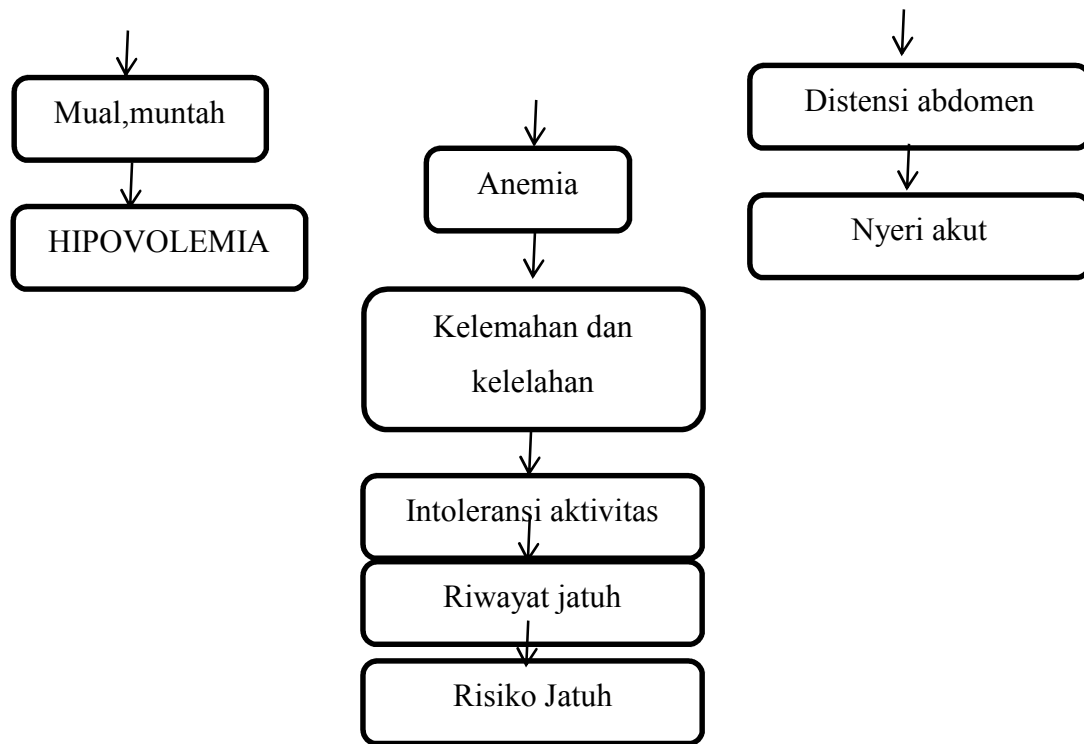 Mual,muntah
HIPOVOLEMIA
Anemia
Kelemahan dan
kelelahan
Intoleransi aktivitas
Riwayat jatuh
Risiko Jatuh
Distensi abdomen
Nyeri akut